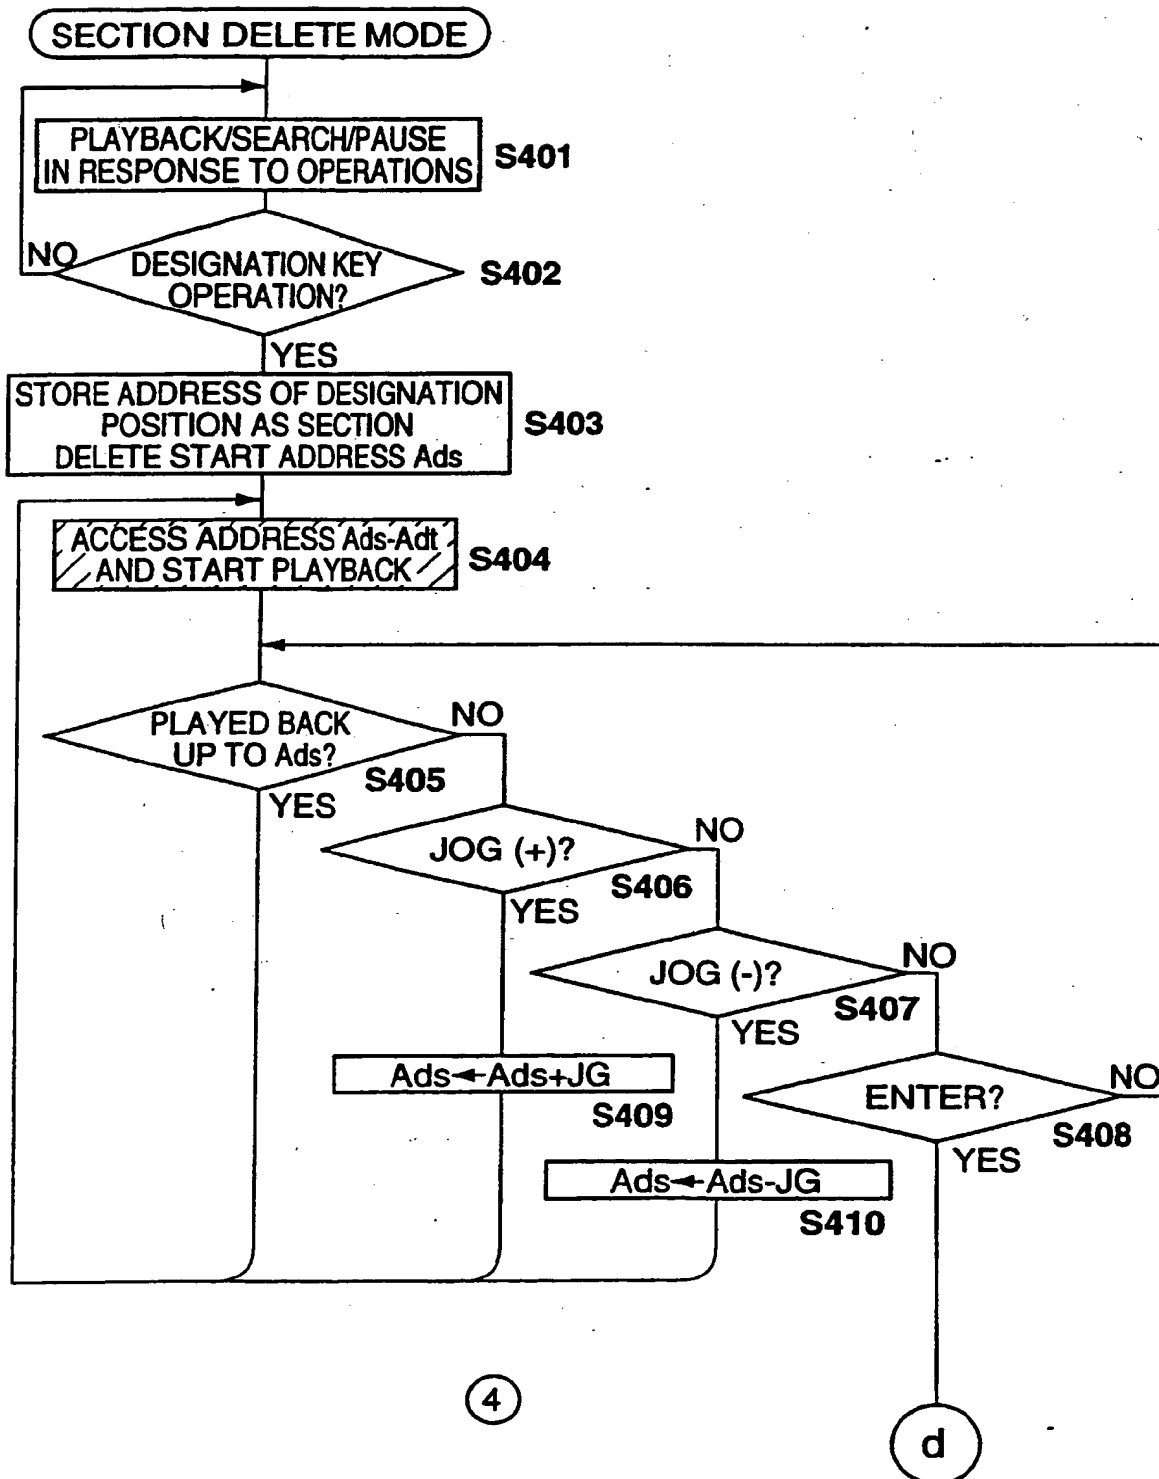 SECTION DELETE MODE
PLAYBACK/SEARCH/PAUSE
IN RESPONSE TO OPERATIONS
S401
NO
DESIGNATION KEY
OPERATION?
S402
YES
STORE ADDRESS OF DESIGNATION
POSITION AS SECTION
DELETE START ADDRESS Ads
S403
ACCESS ADDRESS Ads-Adt
AND START PLAYBACK
S404
PLAYED BACK
UP TO Ads?
NO
S405
YES
JOG (+)?
NO
S406
YES
JOG (-)?
NO
S407
YES
Ads←Ads+JG
S409
ENTER?
NO
S408
YES
Ads←Ads-JG
S410
4
d